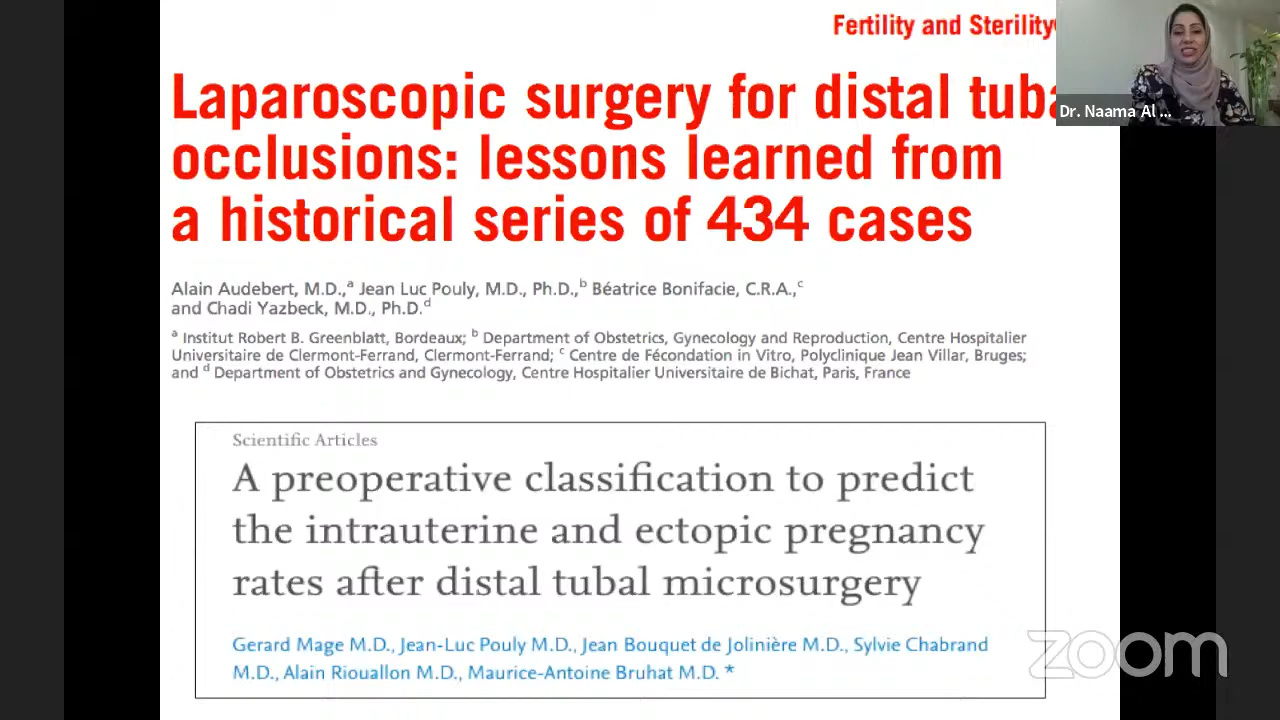 Fertility and Sterility
Laparoscopic surgery for distal
occlusions: lessons learned from
a historical series of 434 cases
Alain Audebert, M.D.,a Jean Luc Pouly, M.D., Ph.D.,b Béatrice Bonifacie, C.R.A.,c
and Chadi Yazbeck, M.D., Ph.D.d
a Institut Robert B. Greenblatt, Bordeaux; b Department of Obstetrics, Gynecology and Reproduction, Centre Hospitalier
Universitaire de Clermont-Ferrand, Clermont-Ferrand; c Centre de Fécondation in Vitro, Polyclinique Jean Villar, Bruges;
and d Department of Obstetrics and Gynecology, Centre Hospitalier Universitaire de Bichat, Paris, France
Scientific Articles
A preoperative classification to predict
the intrauterine and ectopic pregnancy
rates after distal tubal microsurgery
Gerard Mage M.D., Jean-Luc Pouly M.D., Jean Bouquet de Jolinière M.D., Sylvie Chabrand
M.D., Alain Riouallon M.D., Maurice-Antoine Bruhat M.D. *
Dr. Naama Al ...
zoom